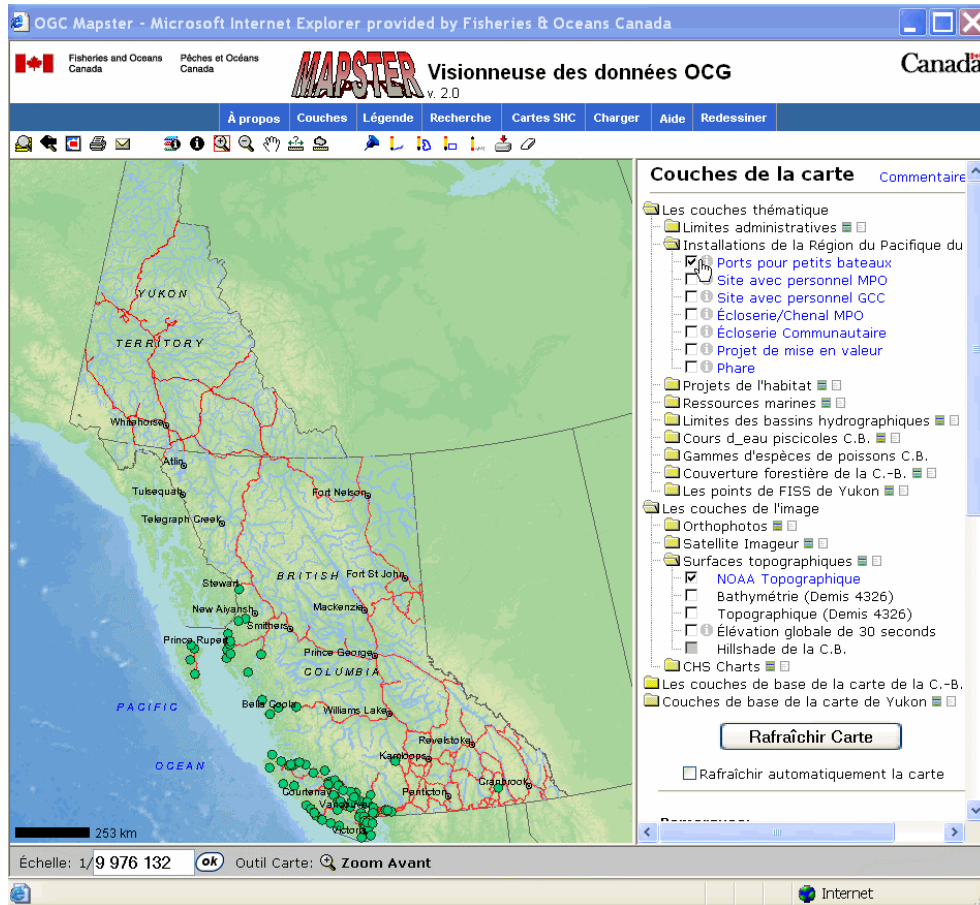 OGC Mapster - Microsoft Internet Explorer provided by Fisheries & Oceans Canada
Fisheries and Oceans Canada
Pêches et Océans Canada
MAPSTER
v. 2.0
Visionneuse des données OCG
Canada
À propos
Couches
Légende
Recherche
Cartes SHC
Charger
Aide
Redessiner
YUKON
TERRITORY
Whitehorse
Atlin
Tulsequah
Telegraph Creek
Fort Nelson
Stewart
BRITISH
Fort St John
New Aiyansh
Mackenzie
Smithers
Prince Rupert
Prince George
COLUMBIA
PACIFIC
Bella Coola
Williams Lake
OCEAN
Revelstoke
Kamloops
Courtenay
Penticton
Cranbrook
Vancouver
Victoria
253 km
Couches de la carte
Commentaire
Les couches thématique
Limites administratives
Installations de la Région du Pacifique du
Ports pour petits bateaux
Site avec personnel MPO
Site avec personnel GCC
Écloserie/Chenal MPO
Écloserie Communautaire
Projet de mise en valeur
Phare
Projets de l'habitat
Ressources marines
Limites des bassins hydrographiques
Cours d_eau piscicoles C.B.
Gammes d'espèces de poissons C.B.
Couverture forestière de la C.-B.
Les points de FISS de Yukon
Les couches de l'image
Orthophotos
Satellite Imageur
Surfaces topographiques
NOAA Topographique
Bathymétrie (Demis 4326)
Topographique (Demis 4326)
Élévation globale de 30 seconds
Hillshade de la C.B.
CHS Charts
Les couches de base de la carte de la C.-B.
Couches de base de la carte de Yukon
Rafraîchir Carte
Rafraîchir automatiquement la carte
Échelle: 1/9 976 132
ok
Outil Carte: Zoom Avant
Internet